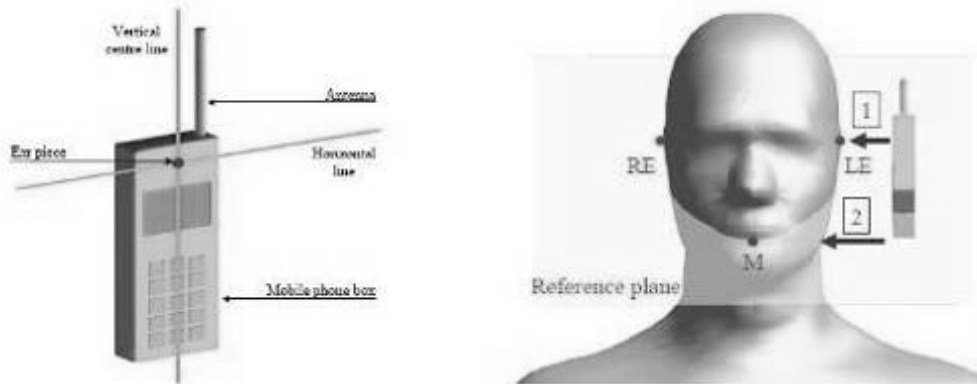 Vertical
centre line
Antenna
Ear piece
Horizontal
line
Mobile phone box
1
RE
LE
2
M
Reference plane